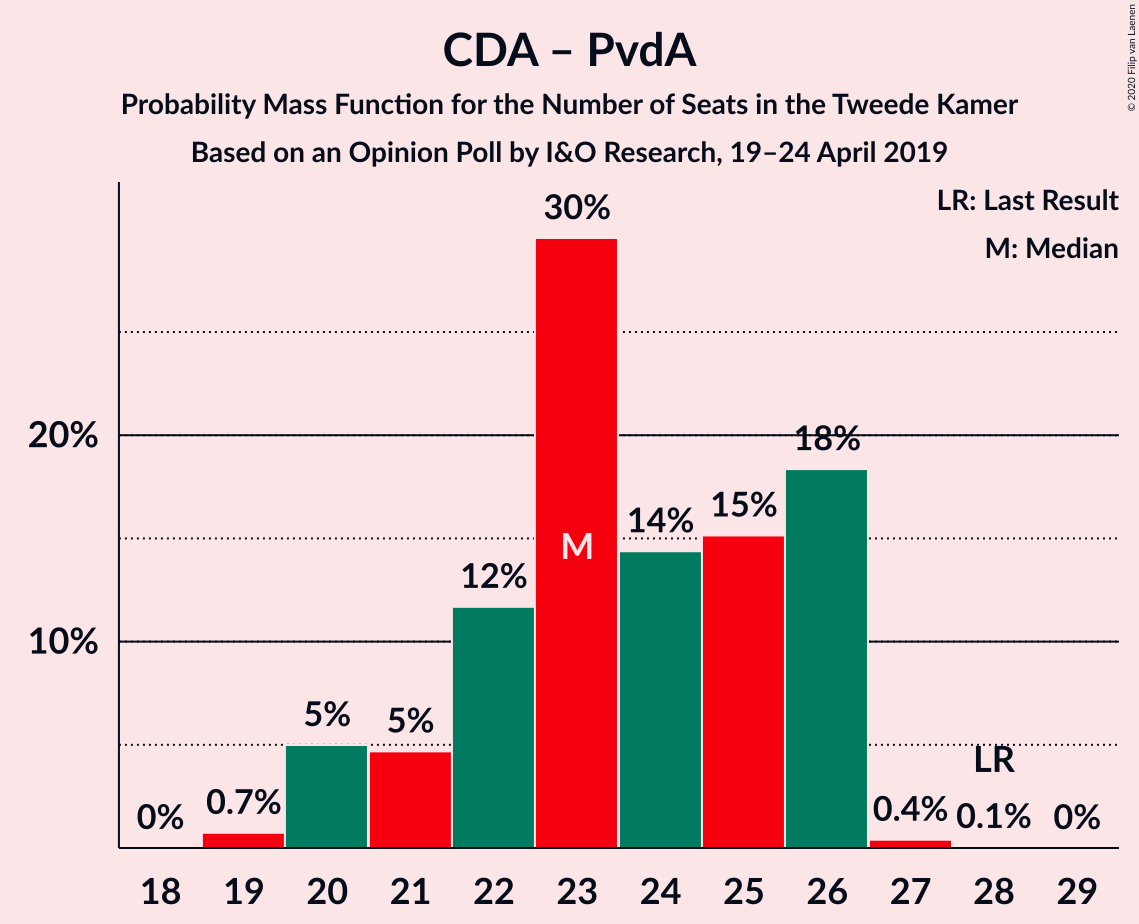 CDA – PvdA
Probability Mass Function for the Number of Seats in the Tweede Kamer
Based on an Opinion Poll by I&O Research, 19–24 April 2019
© 2020 Filip van Laenen
LR: Last Result
M: Median
30%
20%
18%
15%
14%
M
12%
10%
5%
5%
LR
0.7%
0.4%
0%
0.1%
0%
18 19 20 21 22 23 24 25 26 27 28 29